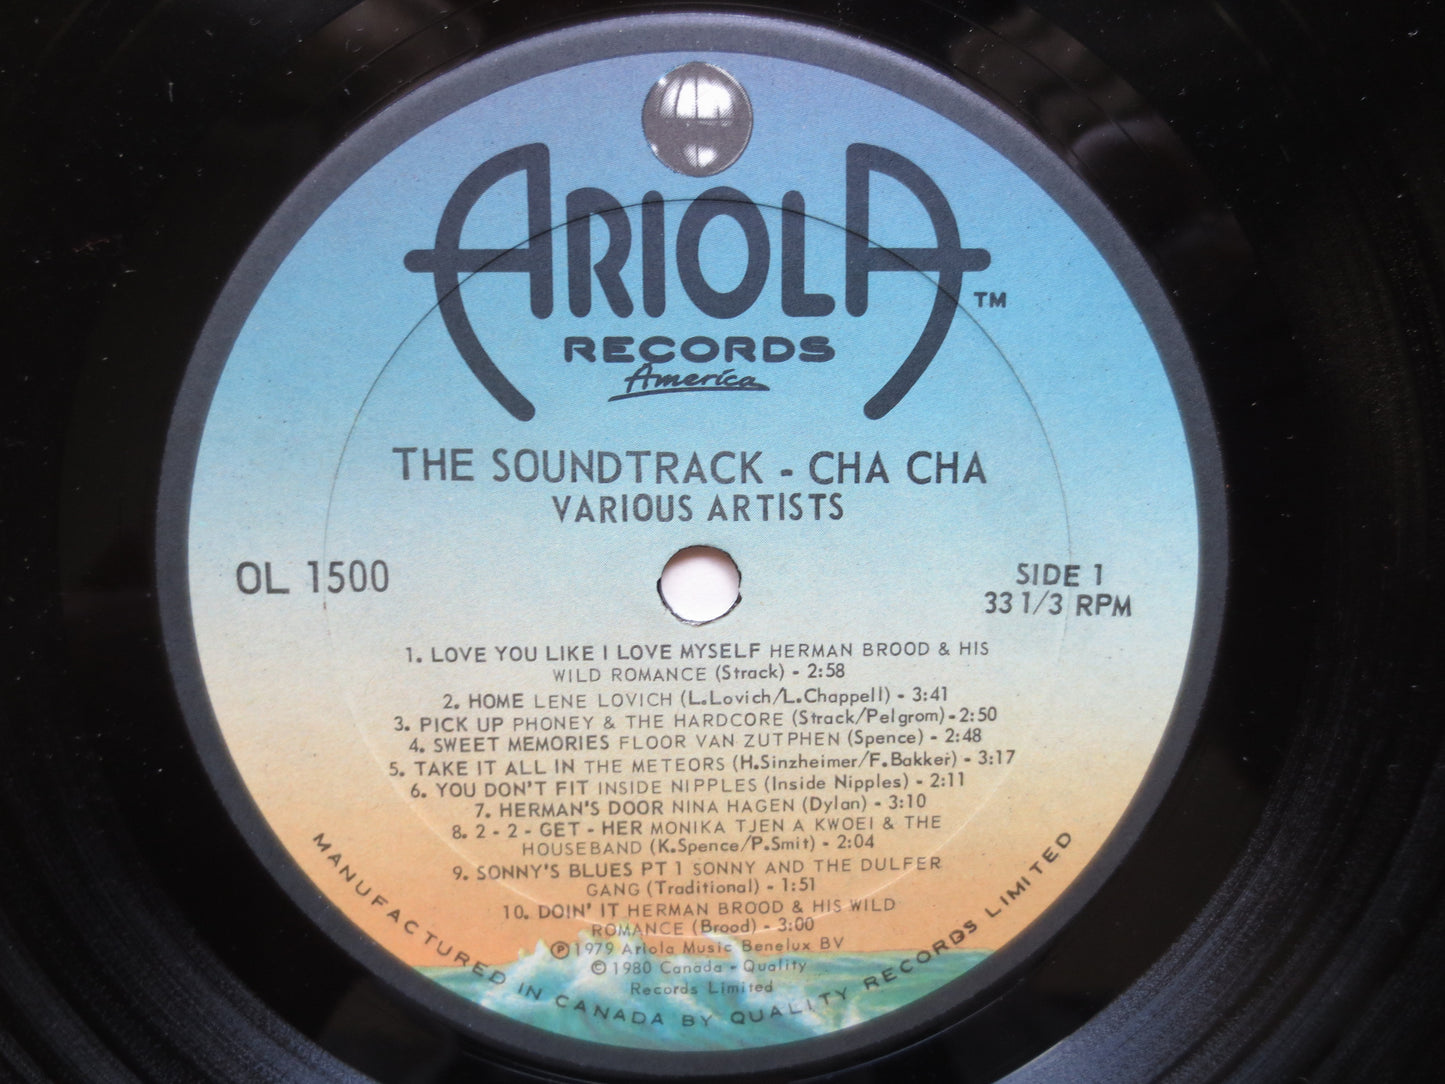 ARIOLA
TM
RECORDS
America
THE SOUNDTRACK - CHA CHA
VARIOUS ARTISTS
OL 1500
SIDE 1
33 1/3 RPM
1. LOVE YOU LIKE I LOVE MYSELF HERMAN BROOD & HIS
WILD ROMANCE (Strack) - 2:58
2. HOME LENE LOVICH (L.Lovich/L.Chappell) - 3:41
3. PICK UP PHONEY & THE HARDCORE (Strack/Pelgrom)-2:50
4. SWEET MEMORIES FLOOR VAN ZUTPHEN (Spence) - 2:48
5. TAKE IT ALL IN THE METEORS (H.Sinzheimer/F.Bakker) - 3:17
6. YOU DON'T FIT INSIDE NIPPLES (Inside Nipples) - 2:11
7. HERMAN'S DOOR NINA HAGEN (Dylan) - 3:10
8. 2 - 2 - GET - HER MONIKA TJEN A KWOEI & THE
HOUSEBAND (K.Spence/P.Smit) - 2:04
9. SONNY'S BLUES PT 1 SONNY AND THE DULFER
GANG (Traditional) - 1:51
10. DOIN' IT HERMAN BROOD & HIS WILD
ROMANCE (Brood) - 3:00
℗1979 Ariola Music Benelux BV
©1980 Canada - Quality
Records Limited
MANUFACTURED IN CANADA BY QUALITY RECORDS LIMITED